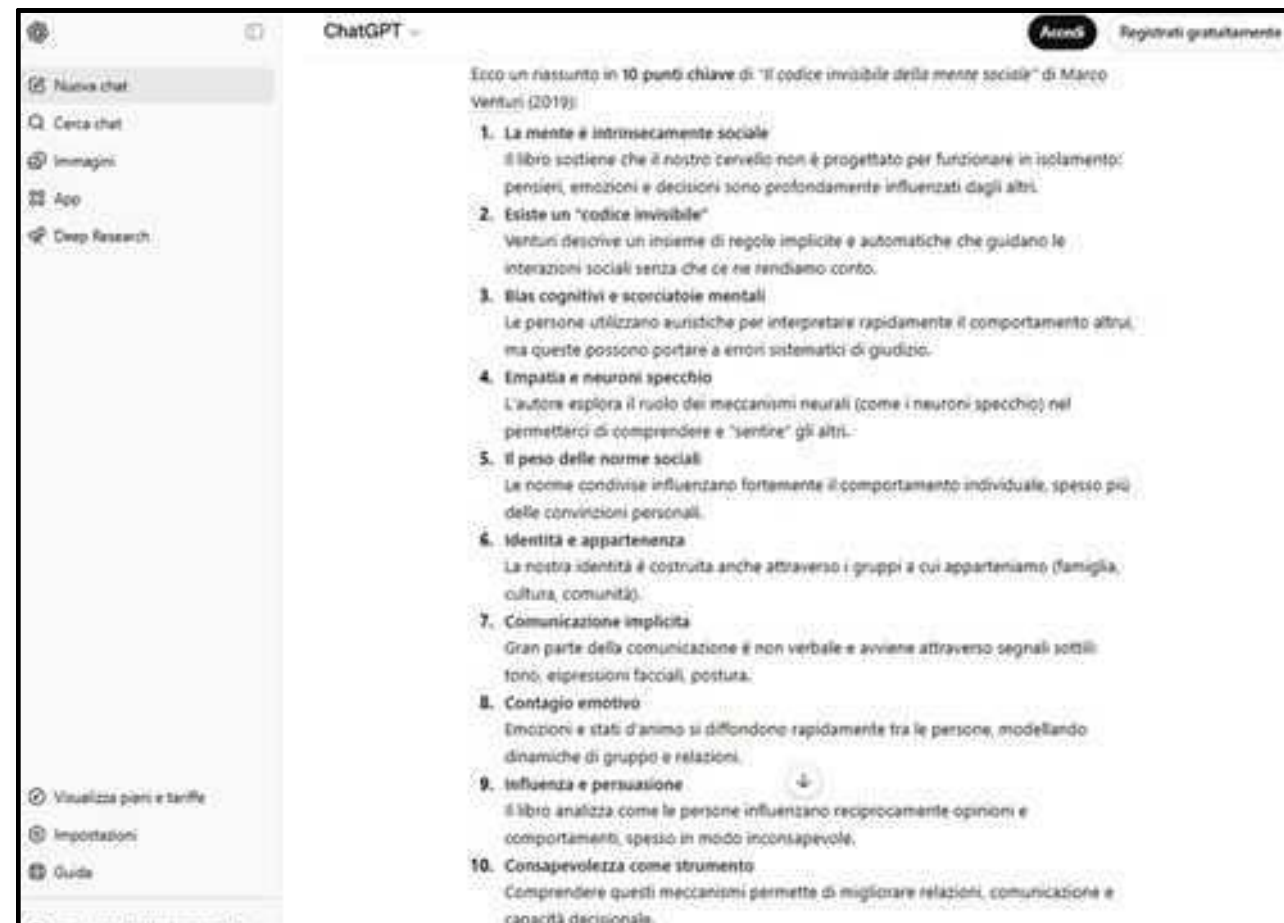 ChatGPT
Accedi
Registrati gratuitamente
Nuova chat
Cerca chat
Immagini
App
Deep Research
Visualizza piani e tariffe
Impostazioni
Guida
Ecco un riassunto in 10 punti chiave di "Il codice invisibile della mente sociale" di Marco
Venturi (2019):
1. La mente è intrinsecamente sociale
Il libro sostiene che il nostro cervello non è progettato per funzionare in isolamento:
pensieri, emozioni e decisioni sono profondamente influenzati dagli altri.
2. Esiste un "codice invisibile"
Venturi descrive un insieme di regole implicite e automatiche che guidano le
interazioni sociali senza che ce ne rendiamo conto.
3. Bias cognitivi e scorciatoie mentali
Le persone utilizzano euristiche per interpretare rapidamente il comportamento altrui,
ma queste possono portare a errori sistematici di giudizio.
4. Empatia e neuroni specchio
L'autore esplora il ruolo dei meccanismi neurali (come i neuroni specchio) nel
permetterci di comprendere e "sentire" gli altri.
5. Il peso delle norme sociali
Le norme condivise influenzano fortemente il comportamento individuale, spesso più
delle convinzioni personali.
6. Identità e appartenenza
La nostra identità è costruita anche attraverso i gruppi a cui apparteniamo (famiglia,
cultura, comunità).
7. Comunicazione implicita
Gran parte della comunicazione è non verbale e avviene attraverso segnali sottili:
tono, espressioni facciali, postura.
8. Contagio emotivo
Emozioni e stati d'animo si diffondono rapidamente tra le persone, modellando
dinamiche di gruppo e relazioni.
9. Influenza e persuasione
Il libro analizza come le persone influenzano reciprocamente opinioni e
comportamenti, spesso in modo inconsapevole.
10. Consapevolezza come strumento
Comprendere questi meccanismi permette di migliorare relazioni, comunicazione e
capacità decisionale.